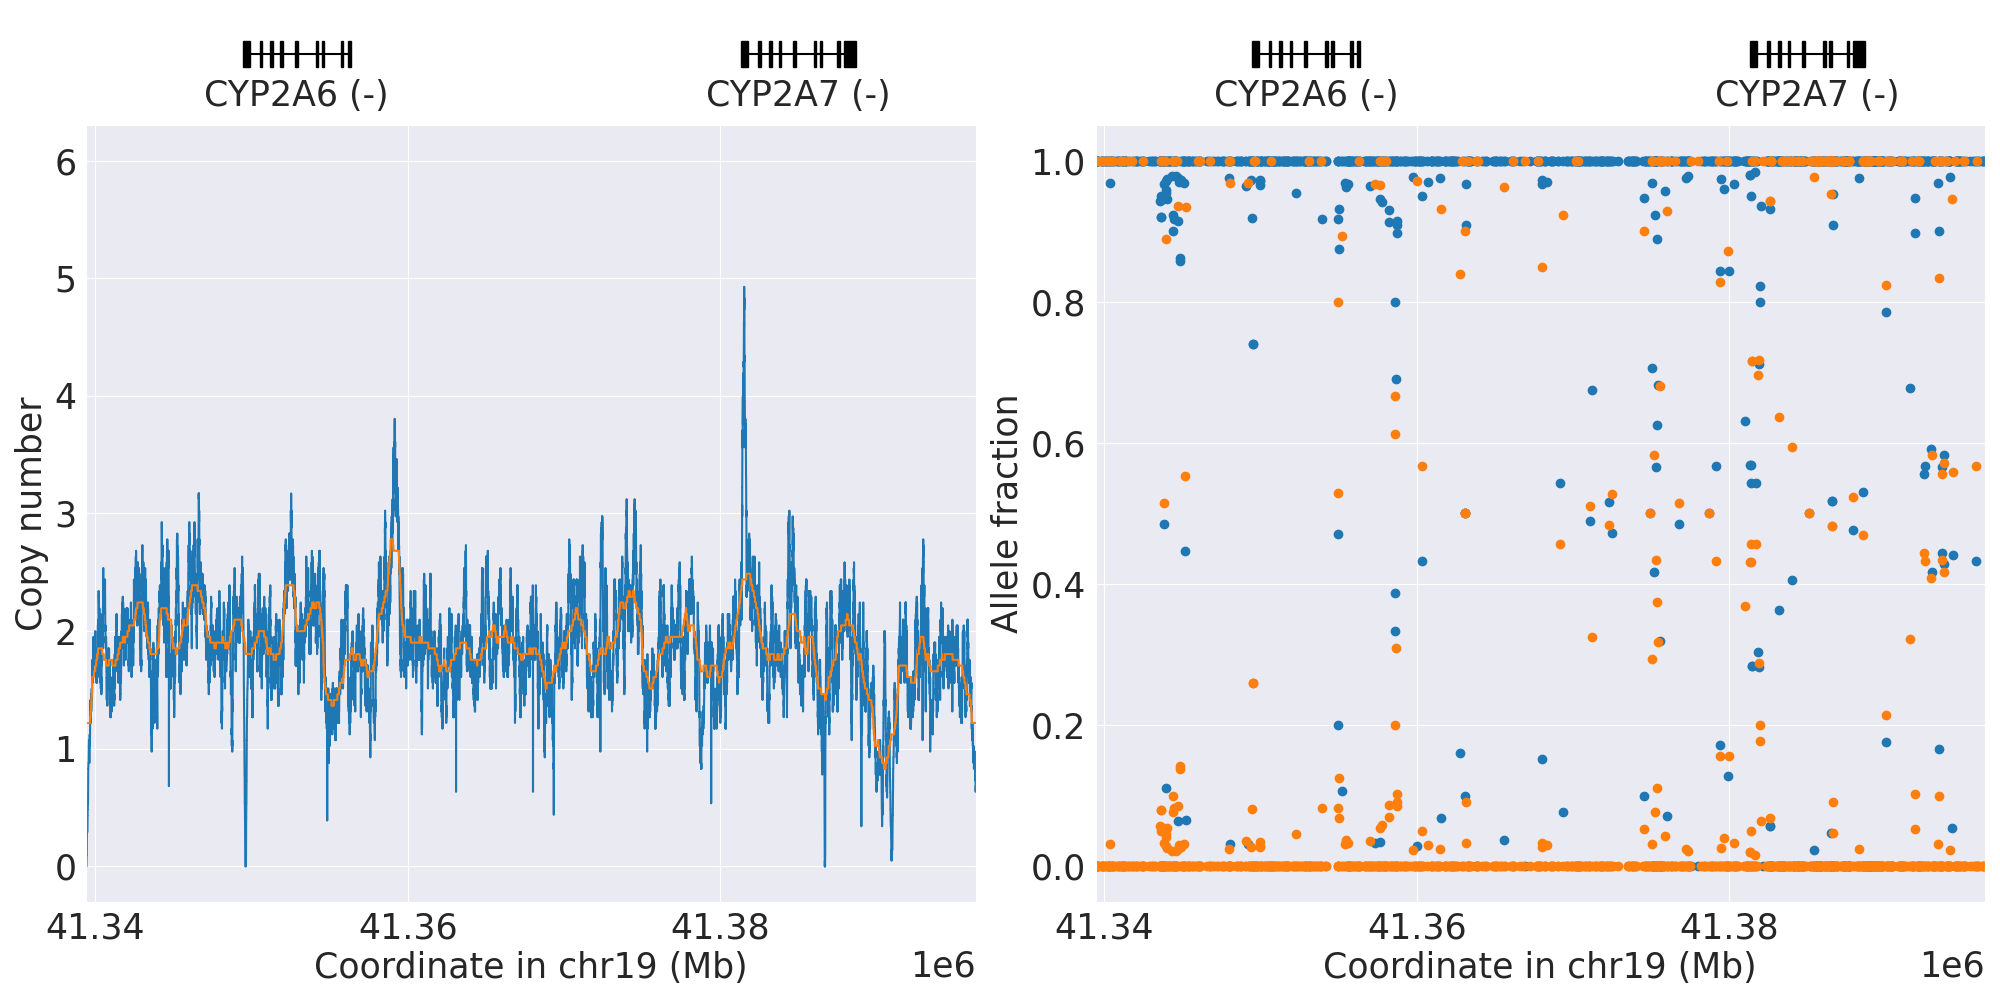 CYP2A6 (-)
CYP2A7 (-)
6
5
4
3
2
1
0
Copy number
41.34
41.36
41.38
Coordinate in chr19 (Mb)
1e6
CYP2A6 (-)
CYP2A7 (-)
1.0
0.8
0.6
0.4
0.2
0.0
Allele fraction
41.34
41.36
41.38
Coordinate in chr19 (Mb)
1e6